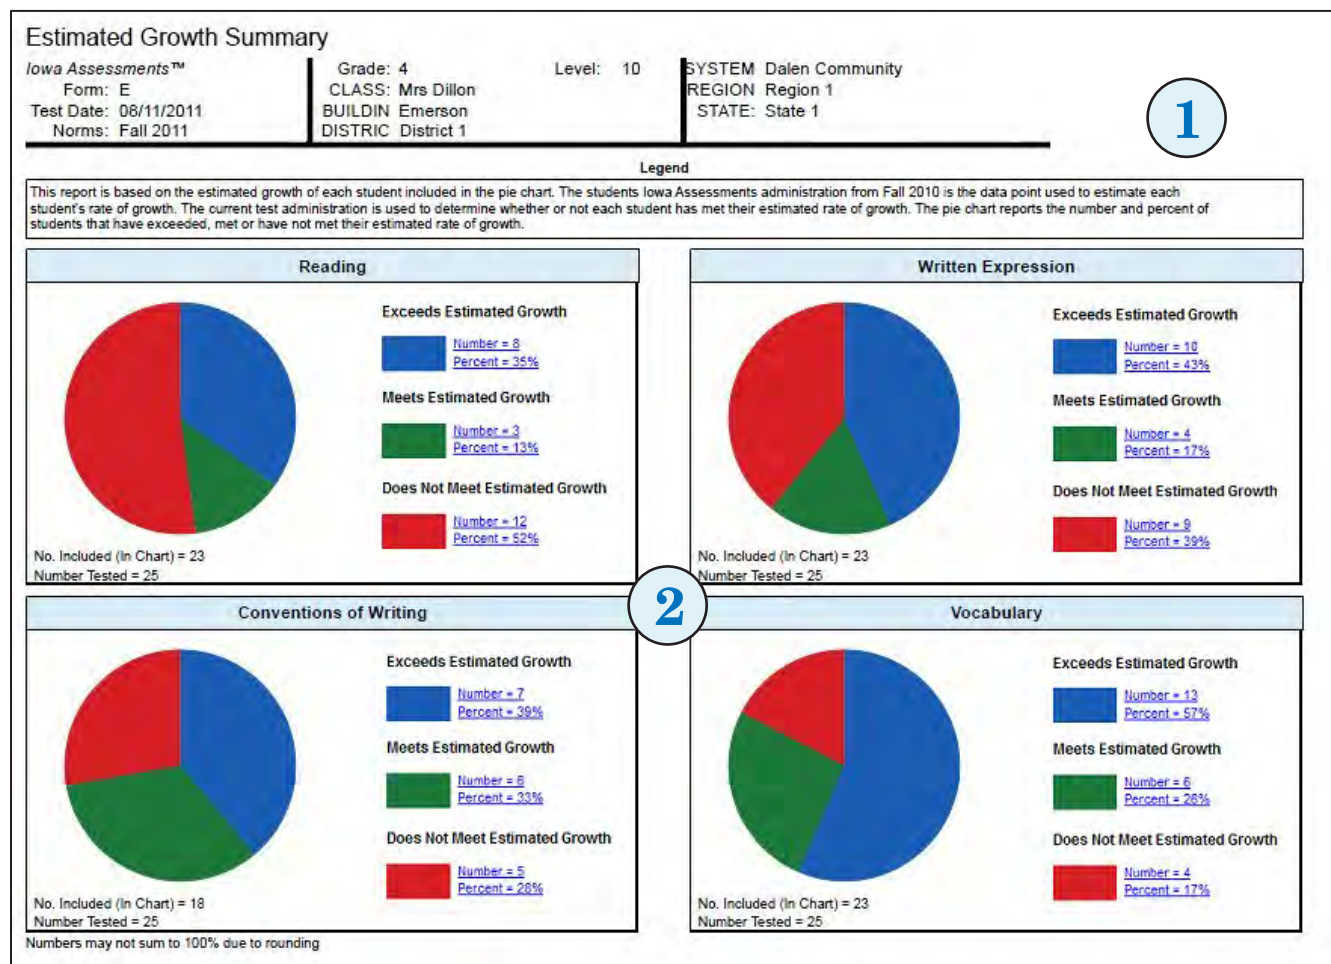 Estimated Growth Summary
Iowa Assessments™
Form: E
Test Date: 08/11/2011
Norms: Fall 2011
Grade: 4 Level: 10
CLASS: Mrs Dillon
BUILDIN Emerson
DISTRIC District 1
SYSTEM Dalen Community
REGION Region 1
STATE: State 1
1
Legend
This report is based on the estimated growth of each student included in the pie chart. The students Iowa Assessments administration from Fall 2010 is the data point used to estimate each
student's rate of growth. The current test administration is used to determine whether or not each student has met their estimated rate of growth. The pie chart reports the number and percent of
students that have exceeded, met or have not met their estimated rate of growth.
Reading
Exceeds Estimated Growth
Number = 8
Percent = 35%
Meets Estimated Growth
Number = 3
Percent = 13%
Does Not Meet Estimated Growth
Number = 12
Percent = 52%
No. Included (In Chart) = 23
Number Tested = 25
Written Expression
Exceeds Estimated Growth
Number = 10
Percent = 43%
Meets Estimated Growth
Number = 4
Percent = 17%
Does Not Meet Estimated Growth
Number = 9
Percent = 39%
No. Included (In Chart) = 23
Number Tested = 25
2
Conventions of Writing
Exceeds Estimated Growth
Number = 7
Percent = 39%
Meets Estimated Growth
Number = 6
Percent = 33%
Does Not Meet Estimated Growth
Number = 5
Percent = 28%
No. Included (In Chart) = 18
Number Tested = 25
Vocabulary
Exceeds Estimated Growth
Number = 13
Percent = 57%
Meets Estimated Growth
Number = 6
Percent = 26%
Does Not Meet Estimated Growth
Number = 4
Percent = 17%
No. Included (In Chart) = 23
Number Tested = 25
Numbers may not sum to 100% due to rounding